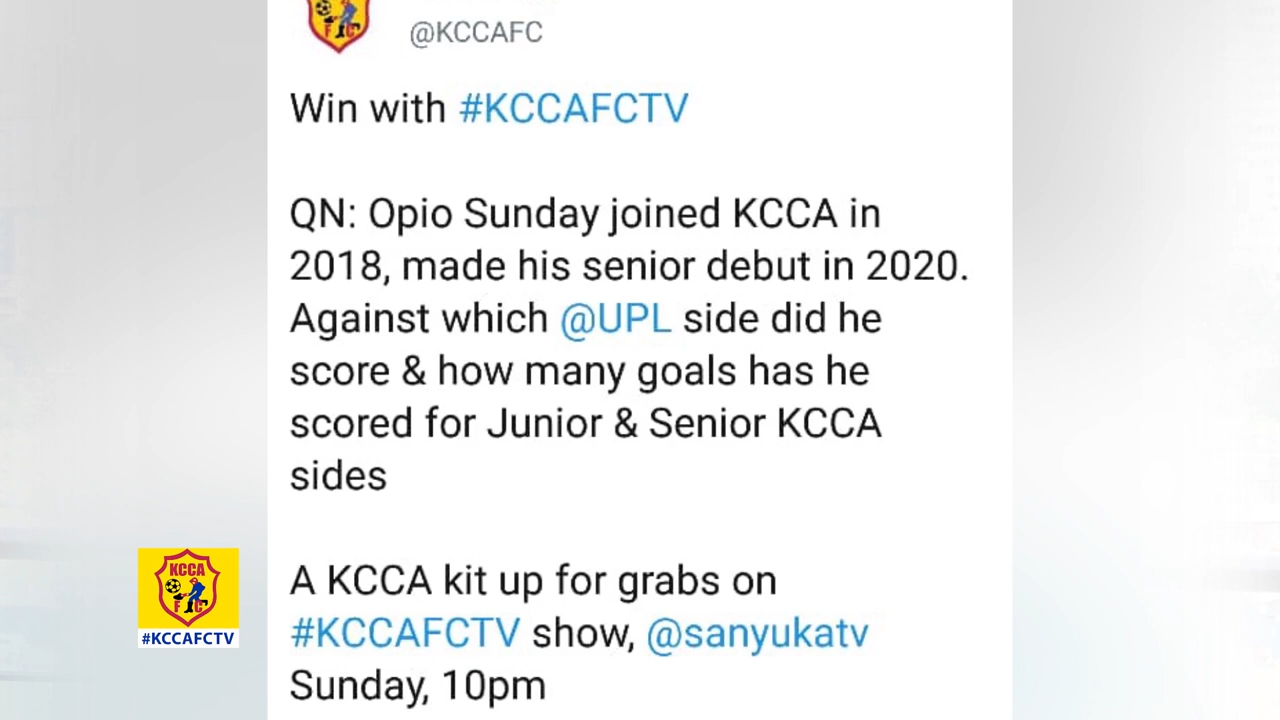 FC
@KCCAFC
Win with #KCCAFCTV
QN: Opio Sunday joined KCCA in
2018, made his senior debut in 2020.
Against which @UPL side did he
score & how many goals has he
scored for Junior & Senior KCCA
sides
A KCCA kit up for grabs on
#KCCAFCTV show, @sanyukatv
Sunday, 10pm
KCCA
FC
#KCCAFCTV